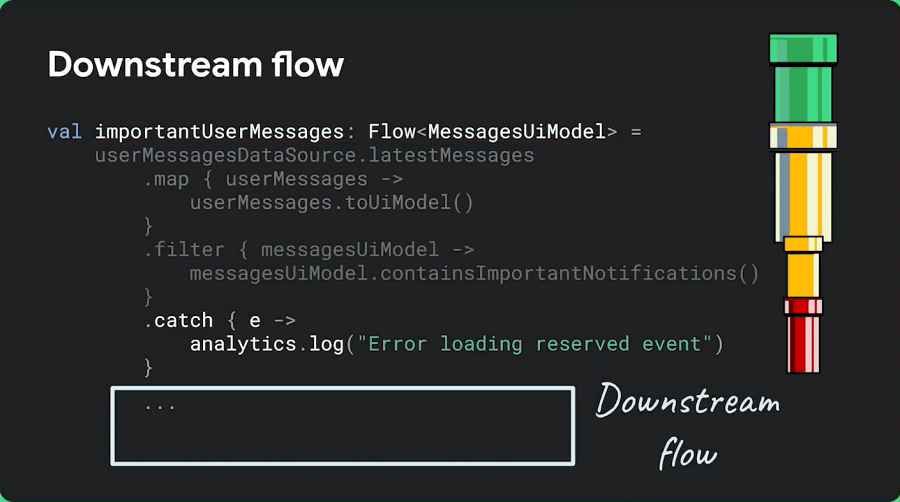 Downstream flow
val importantUserMessages: Flow<MessagesUiModel> =
userMessagesDataSource.latestMessages
.map { userMessages ->
userMessages.toUiModel()
}
.filter { messagesUiModel ->
messagesUiModel.containsImportantNotifications()
}
.catch { e ->
analytics.log("Error loading reserved event")
}
...
Downstream
flow